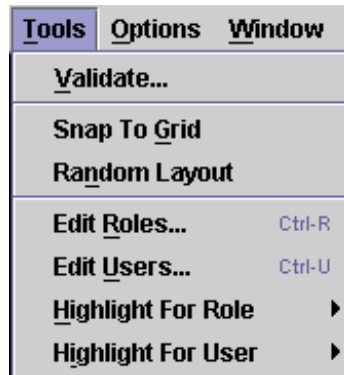 Tools Options Window
Validate...
Snap To Grid
Random Layout
Edit Roles... Ctrl-R
Edit Users... Ctrl-U
Highlight For Role
Highlight For User